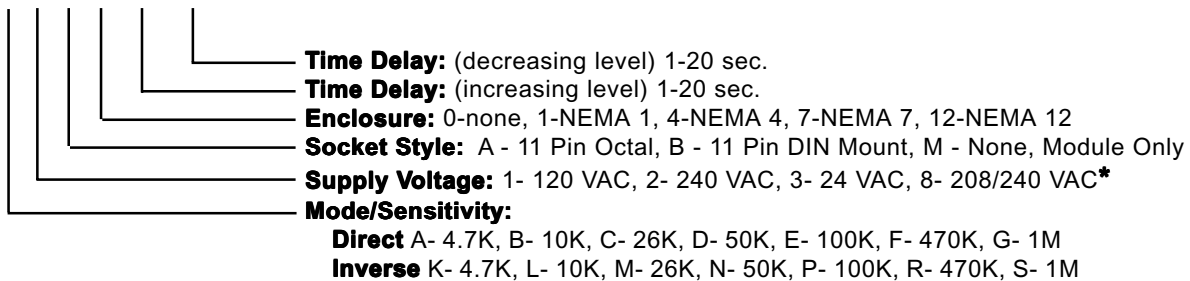 Time Delay: (decreasing level) 1-20 sec.
Time Delay: (increasing level) 1-20 sec.
Enclosure: 0-none, 1-NEMA 1, 4-NEMA 4, 7-NEMA 7, 12-NEMA 12
Socket Style: A - 11 Pin Octal, B - 11 Pin DIN Mount, M - None, Module Only
Supply Voltage: 1- 120 VAC, 2- 240 VAC, 3- 24 VAC, 8- 208/240 VAC*
Mode/Sensitivity:
Direct A- 4.7K, B- 10K, C- 26K, D- 50K, E- 100K, F- 470K, G- 1M
Inverse K- 4.7K, L- 10K, M- 26K, N- 50K, P- 100K, R- 470K, S- 1M